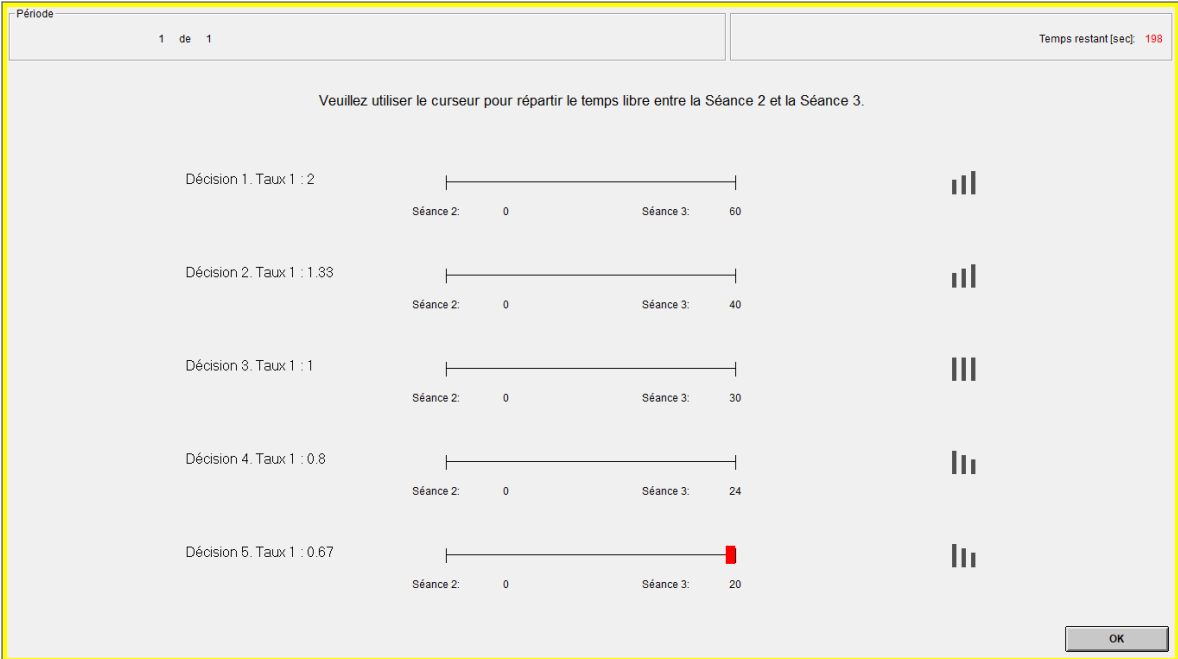 Période
1 de 1
Temps restant [sec]: 198
Veuillez utiliser le curseur pour répartir le temps libre entre la Séance 2 et la Séance 3.
Décision 1. Taux 1 : 2
Séance 2: 0 Séance 3: 60
Décision 2. Taux 1 : 1.33
Séance 2: 0 Séance 3: 40
Décision 3. Taux 1 : 1
Séance 2: 0 Séance 3: 30
Décision 4. Taux 1 : 0.8
Séance 2: 0 Séance 3: 24
Décision 5. Taux 1 : 0.67
Séance 2: 0 Séance 3: 20
OK